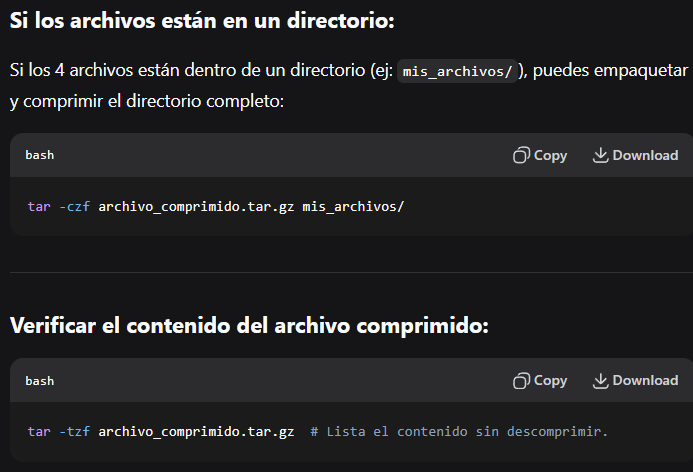 Si los archivos están en un directorio:
Si los 4 archivos están dentro de un directorio (ej: mis_archivos/), puedes empaquetar
y comprimir el directorio completo:
bash Copy Download
tar -czf archivo_comprimido.tar.gz mis_archivos/
Verificar el contenido del archivo comprimido:
bash Copy Download
tar -tzf archivo_comprimido.tar.gz  # Lista el contenido sin descomprimir.